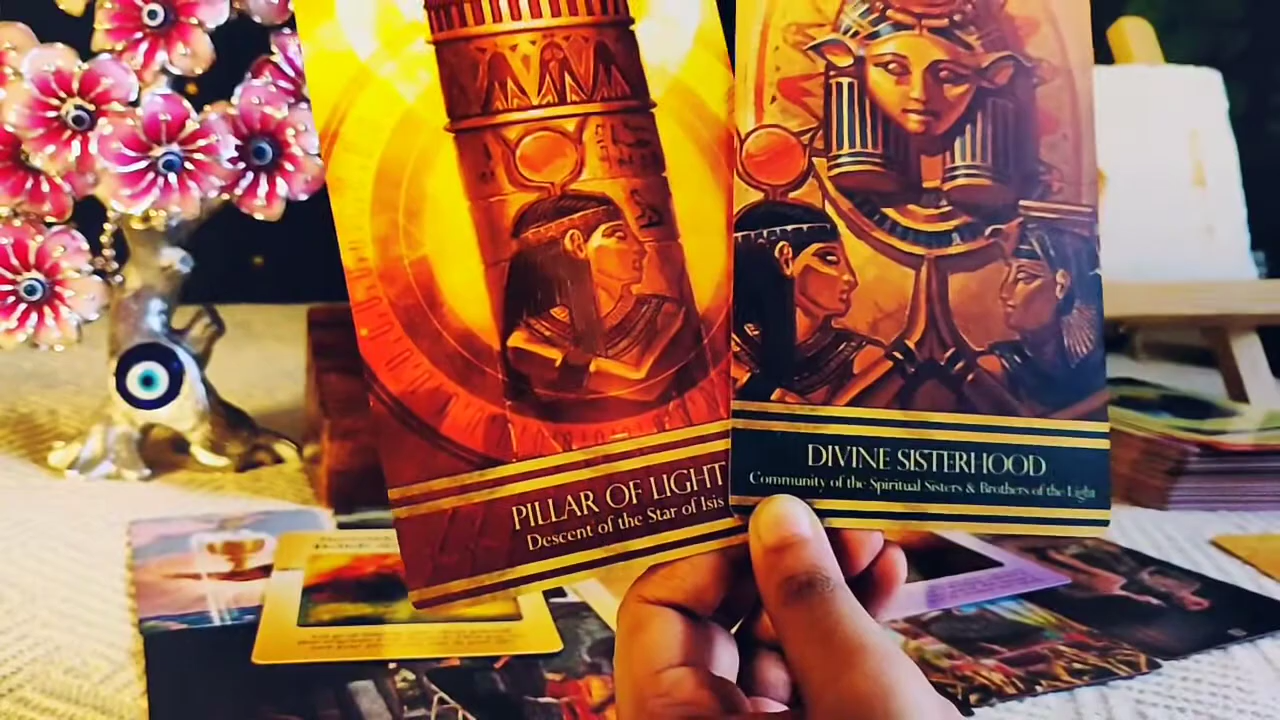 PILLAR OF LIGHT
Descent of the Star of Isis
DIVINE SISTERHOOD
Community of the Spiritual Sisters & Brothers of the Light